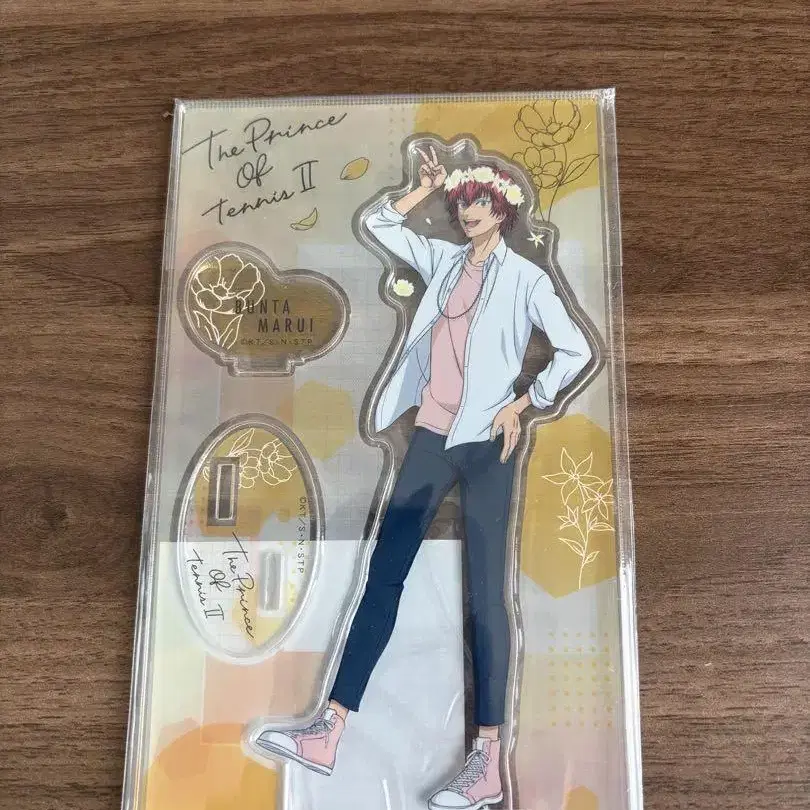 The Prince
Of
tennis II
BUNTA
MARUI
©KT/S・N・STP
©KT/S・N・STP
The Prince
Of
tennis II